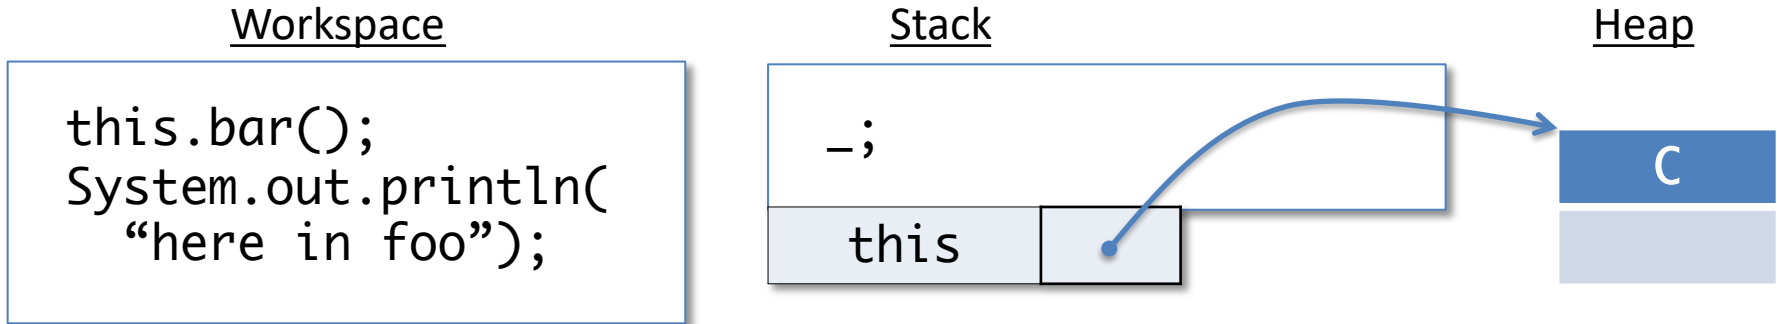 Workspace
Stack
Heap
this.bar();
System.out.println(
“here in foo”);
_;
this
C